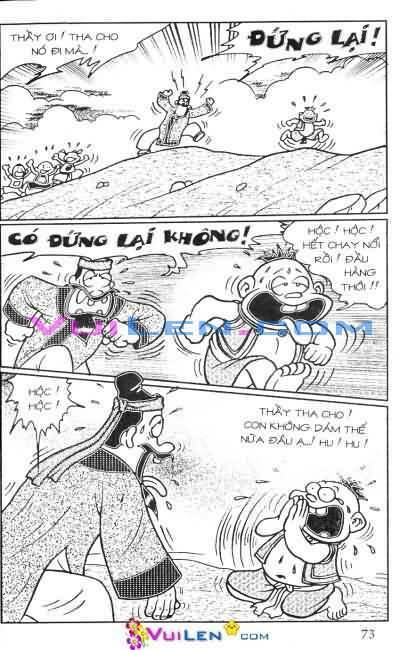 THẦY ƠI! THA CHO
NÓ ĐI MÀ...!
ĐỨNG LẠI!
CÓ ĐỨNG LẠI KHÔNG!
HỘC! HỘC!
HẾT CHẠY NỔI
RỒI! ĐẦU
HÀNG
THÔI!!
VUILEN.COM
HỘC!
HỘC!
THẦY THA CHO!
CON KHÔNG DÁM THẾ
NỮA ĐÂU Ạ...! HU! HU!
VUILEN.COM
73